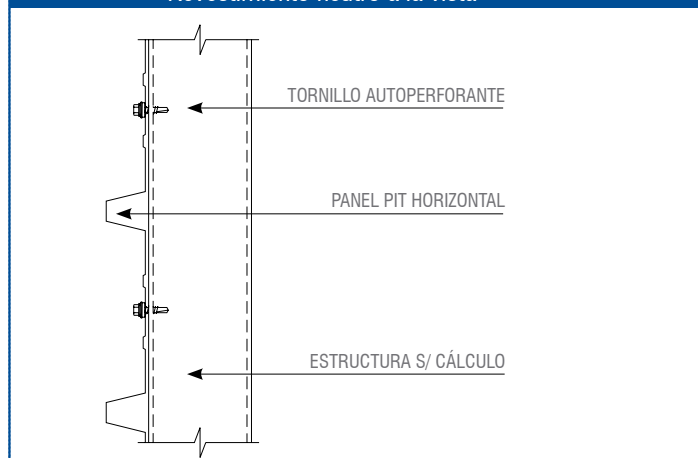 TORNILLO AUTOPERFORANTE
PANEL PIT HORIZONTAL
ESTRUCTURA S/ CÁLCULO